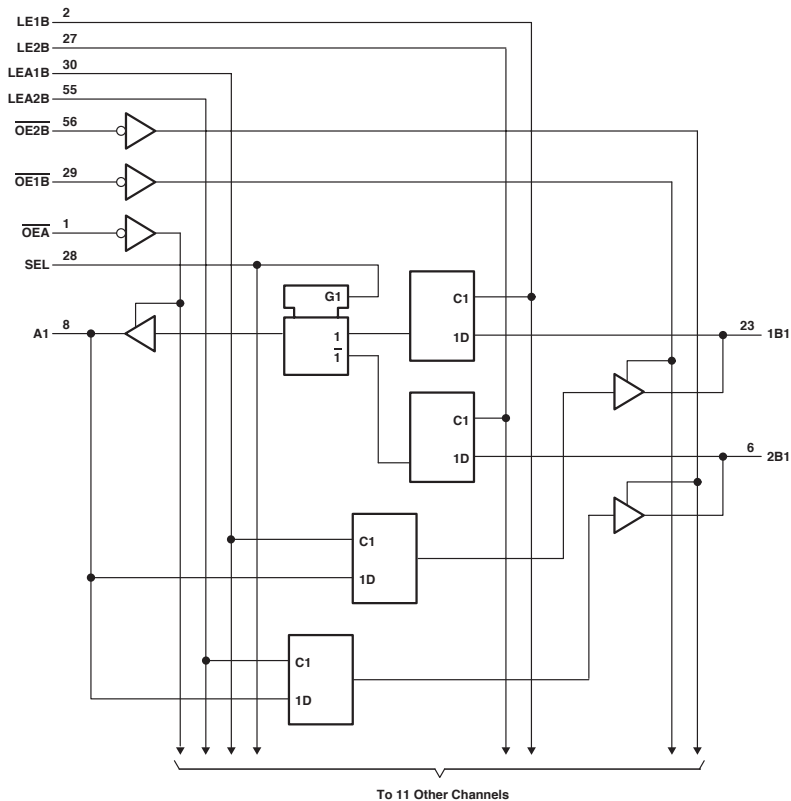 LE1B 2
LE2B 27
LEA1B 30
LEA2B 55
OE2B 56
OE1B 29
OEA 1
SEL 28
G1
C1
A1 8
1
1D
23 1B1
1
C1
1D
6 2B1
C1
1D
C1
1D
To 11 Other Channels